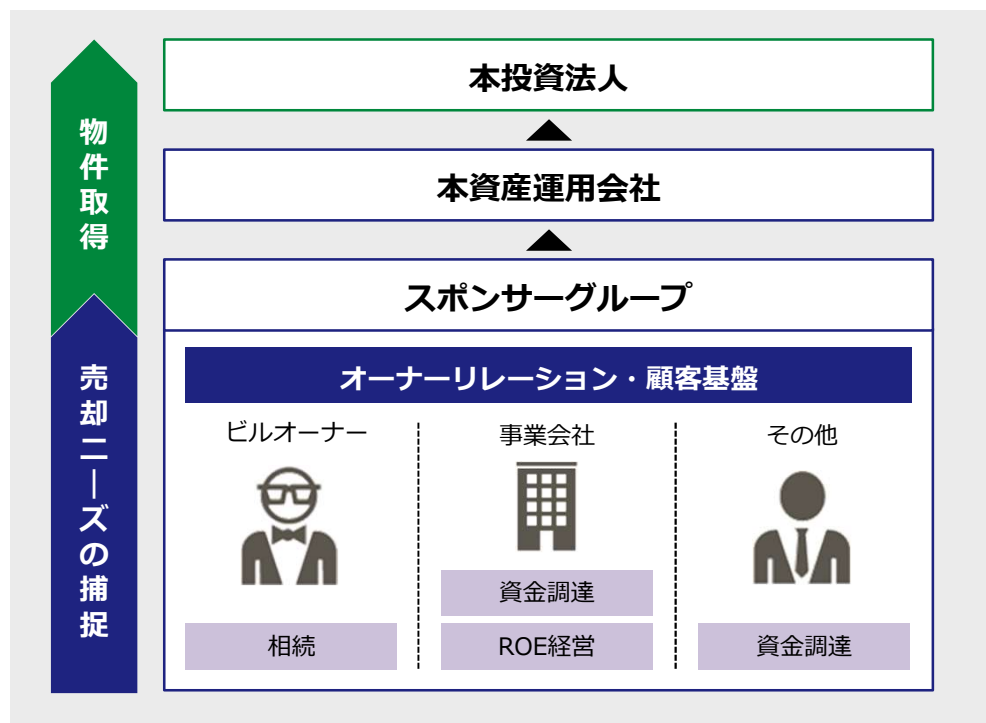 物件取得
売却ニーズの捕捉
本投資法人
本資産運用会社
スポンサーグループ
オーナーリレーション・顧客基盤
ビルオーナー
相続
事業会社
資金調達
ROE経営
その他
資金調達